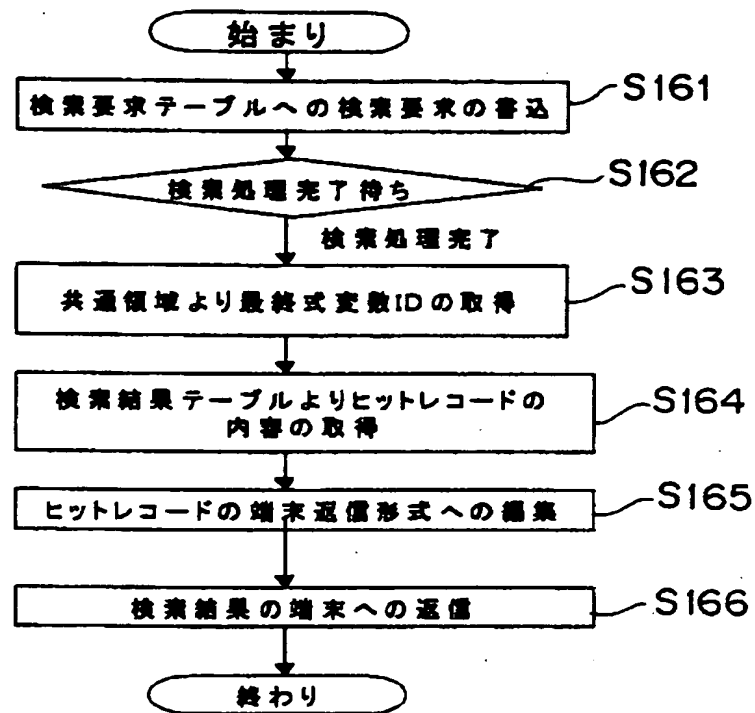 始まり
検索要求テーブルへの検索要求の書込
S161
検索処理完了待ち
S162
検索処理完了
共通領域より最終式変数IDの取得
S163
検索結果テーブルよりヒットレコードの
内容の取得
S164
ヒットレコードの端末返信形式への編集
S165
検索結果の端末への返信
S166
終わり